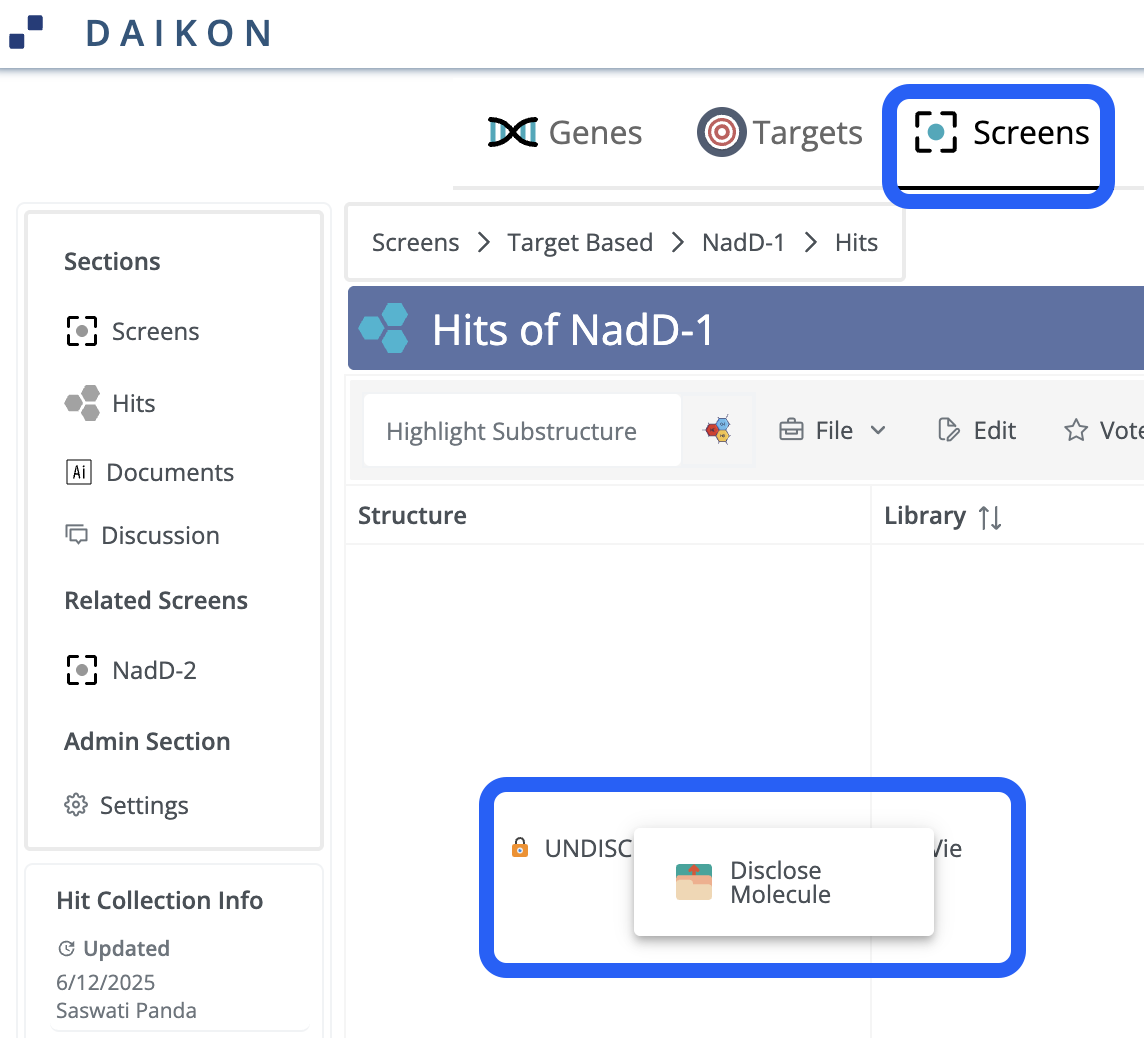 DAIKON
Genes Targets Screens
Screens > Target Based > NadD-1 > Hits
Sections
Screens
Hits
Ai Documents
Discussion
Related Screens
NadD-2
Admin Section
Settings
Hit Collection Info
Updated
6/12/2025
Saswati Panda
Hits of NadD-1
Highlight Substructure File Edit Vote
Structure Library
UNDISC Vie
Disclose
Molecule